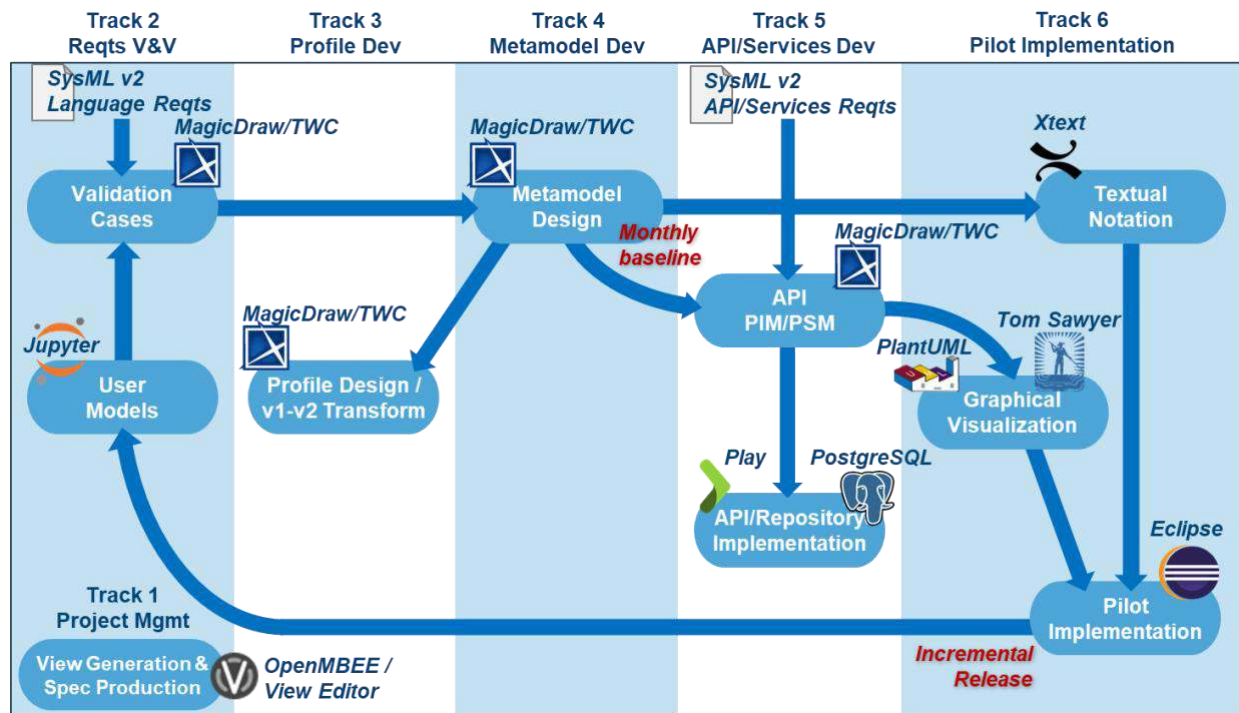 Track 2
Reqts V&V
Track 3
Profile Dev
Track 4
Metamodel Dev
Track 5
API/Services Dev
Track 6
Pilot Implementation
SysML v2
Language Reqts
MagicDraw/TWC
Validation
Cases
MagicDraw/TWC
Metamodel
Design
Monthly
baseline
SysML v2
API/Services Reqts
Xtext
Textual
Notation
MagicDraw/TWC
API
PIM/PSM
Jupyter
User
Models
MagicDraw/TWC
Profile Design /
v1-v2 Transform
PlantUML
Tom Sawyer
Graphical
Visualization
Play
PostgreSQL
API/Repository
Implementation
Eclipse
Pilot
Implementation
Incremental
Release
Track 1
Project Mgmt
View Generation &
Spec Production
OpenMBEE /
View Editor